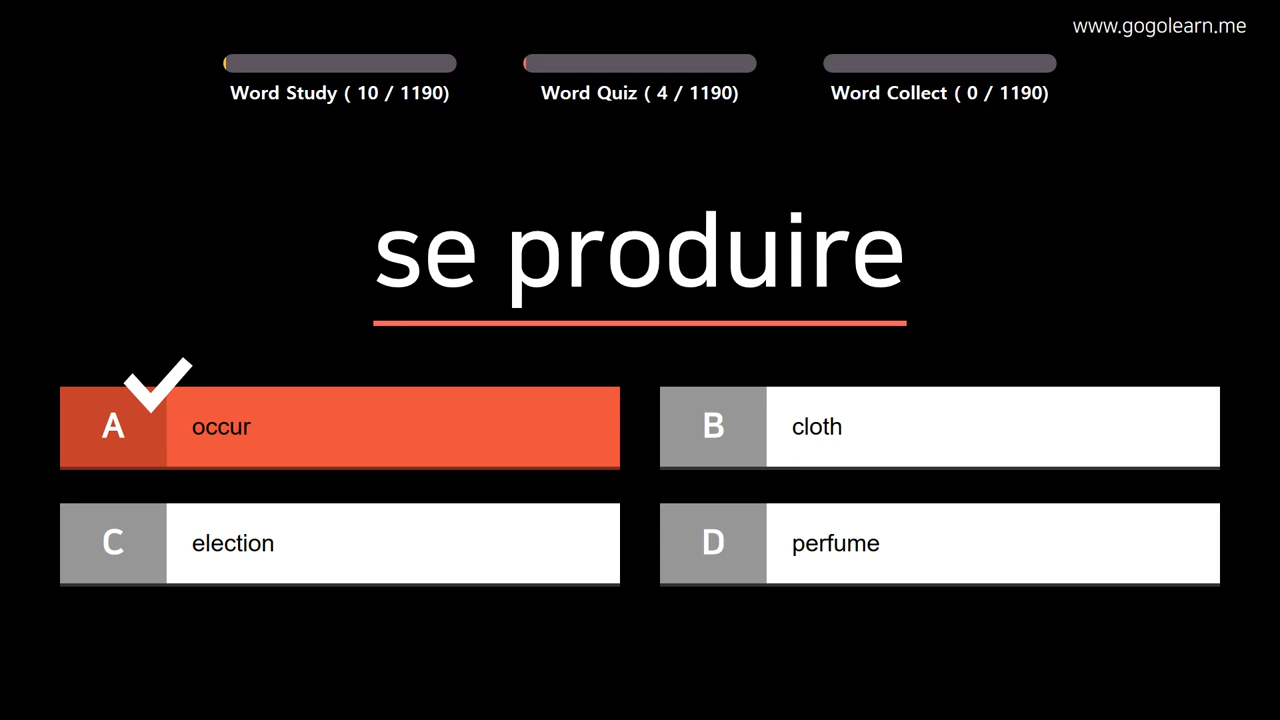 www.gogolearn.me
Word Study ( 10 / 1190)
Word Quiz ( 4 / 1190)
Word Collect ( 0 / 1190)
se produire
A occur
B cloth
C election
D perfume